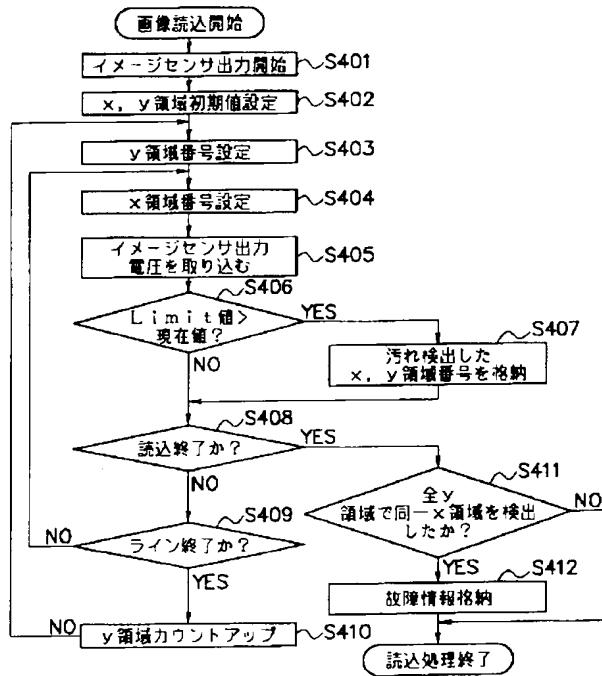 画像読込開始
イメージセンサ出力開始 S401
x, y領域初期値設定 S402
y領域番号設定 S403
x領域番号設定 S404
イメージセンサ出力
電圧を取り込む S405
S406
Limit値>
現在値?
YES
NO
S407
汚れ検出した
x, y領域番号を格納
S408
読込終了か?
YES
NO
S409
ライン終了か?
NO
YES
y領域カウントアップ S410
NO
S411
全y
領域で同一x領域を検出
したか?
NO
YES
S412
故障情報格納
読込処理終了